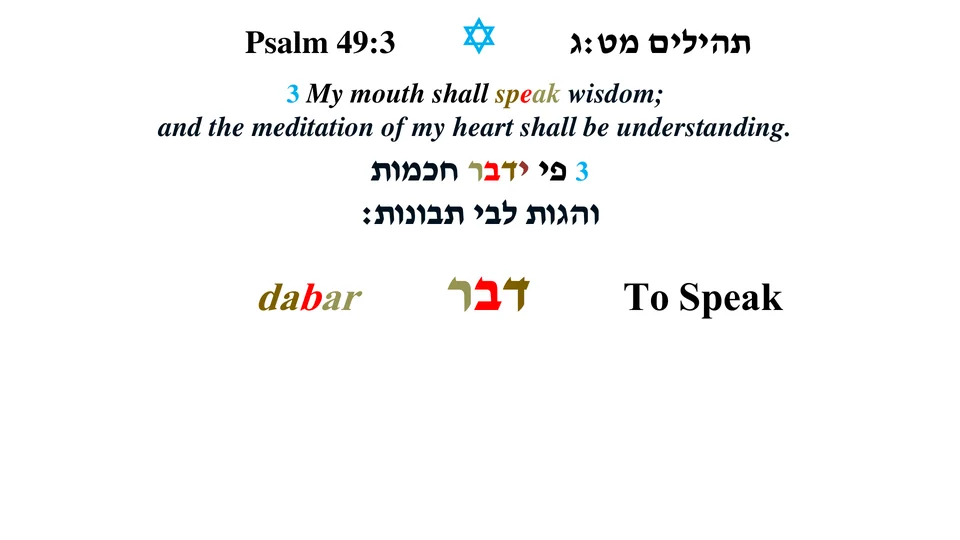 Psalm 49:3 ✡ תהילים מט:ג
3 My mouth shall speak wisdom;
and the meditation of my heart shall be understanding.
3 פי ידבר חכמות
והגות לבי תבונות:
dabar דבר To Speak